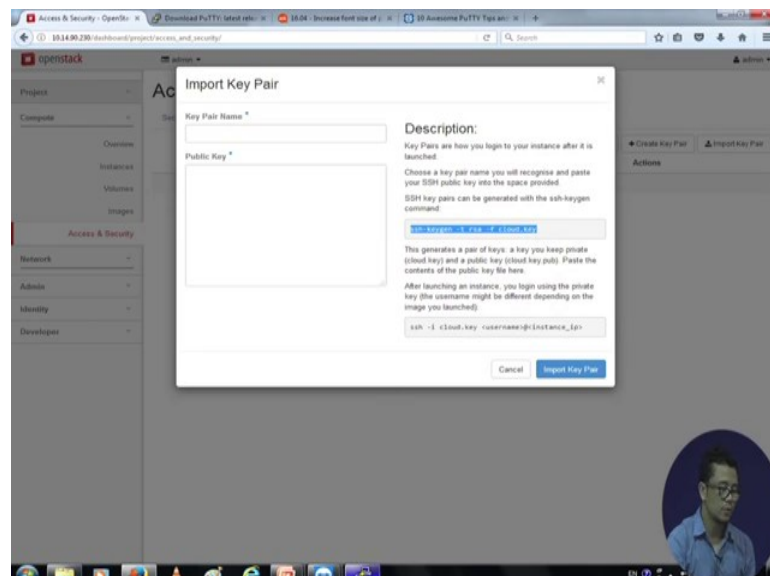 Access & Security - OpenSta
Download PuTTY: latest relea
16.04 - Increase font size of
10 Awesome PuTTY Tips an
10.14.90.230/dashboard/project/access_and_security/
Search
openstack
admin
admin
Project
Compute
Overview
Instances
Volumes
Images
Access & Security
Network
Admin
Identity
Developer
Ac
Sec
Create Key Pair
Import Key Pair
Actions
Import Key Pair
Key Pair Name *
Public Key *
Description:
Key Pairs are how you login to your instance after it is
launched.
Choose a key pair name you will recognise and paste
your SSH public key into the space provided.
SSH key pairs can be generated with the ssh-keygen
command:
ssh-keygen -t rsa -f cloud.key
This generates a pair of keys: a key you keep private
(cloud.key) and a public key (cloud.key.pub). Paste the
contents of the public key file here.
After launching an instance, you login using the private
key (the username might be different depending on the
image you launched):
ssh -i cloud.key <username>@<instance_ip>
Cancel
Import Key Pair
EN